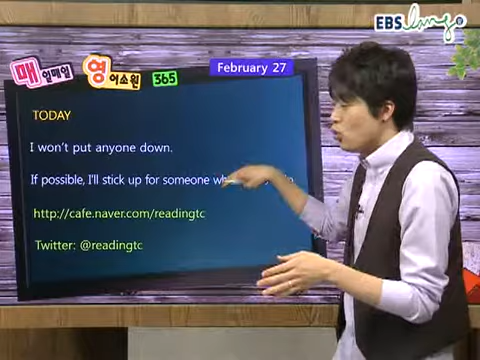 EBS lang e
매일매일 영어소원 365
February 27
TODAY
I won't put anyone down.
If possible, I'll stick up for someone
http://cafe.naver.com/readingtc
Twitter: @readingtc